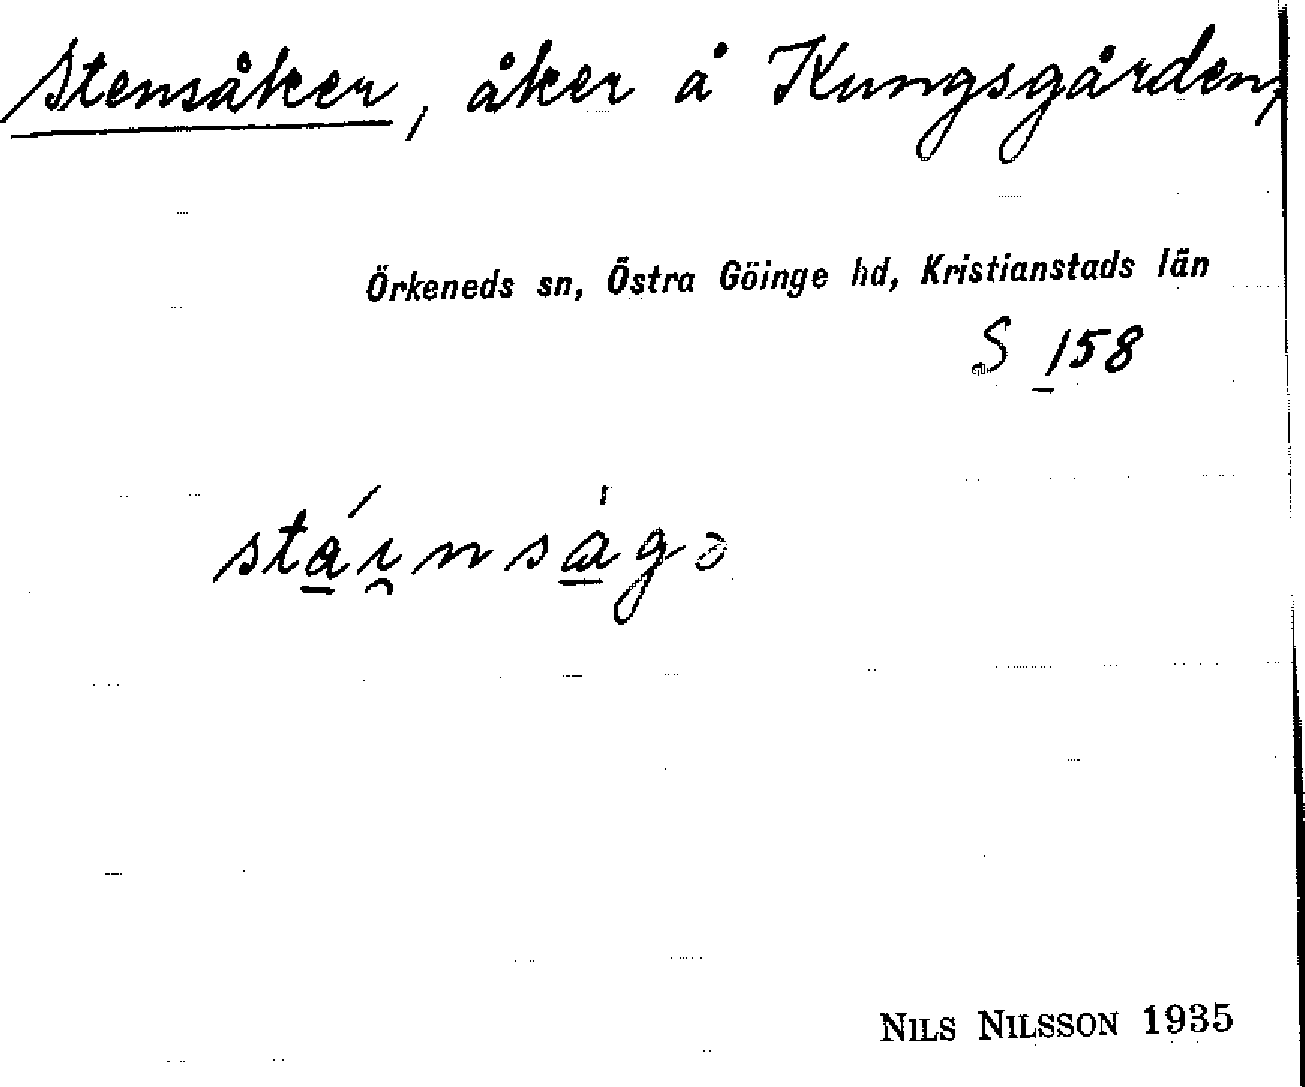 Stensåker, åker å Kungsgården,
Örkeneds sn, Östra Göinge hd, Kristianstads län
S 158
NILS NILSSON 1935